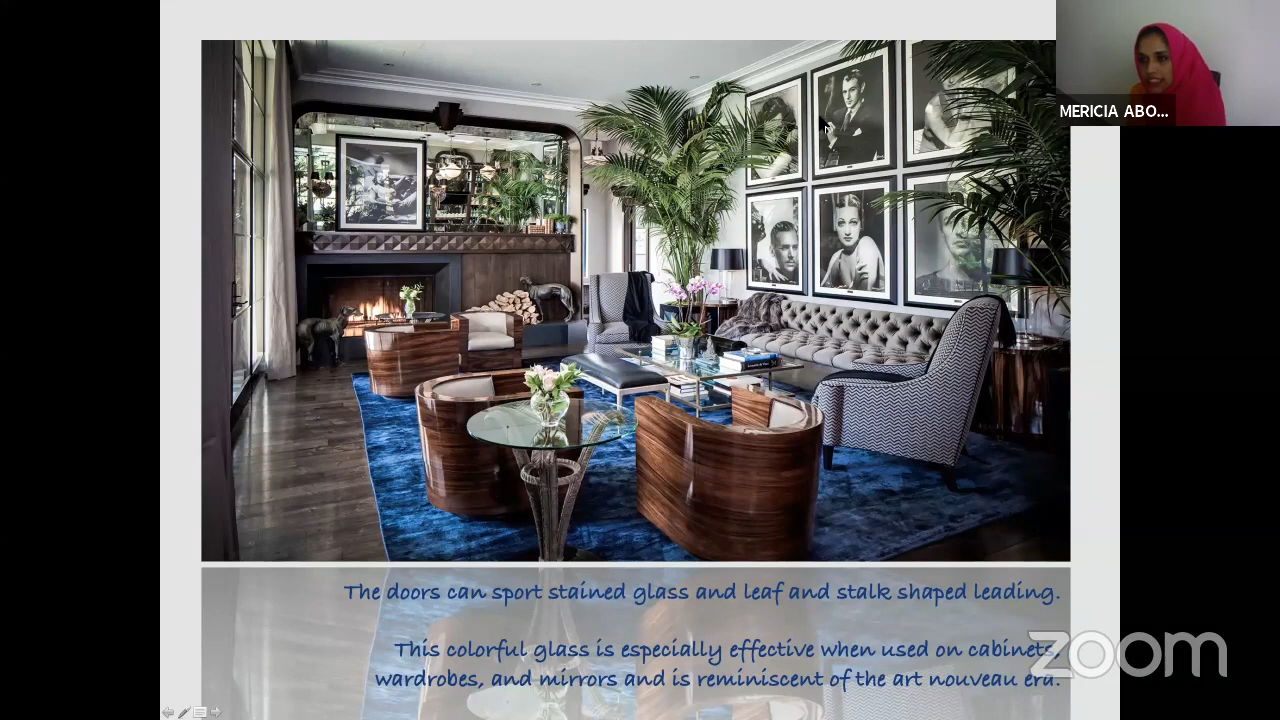 MERICIA ABO...
The doors can sport stained glass and leaf and stalk shaped leading.
This colorful glass is especially effective when used on cabinets,
wardrobes, and mirrors and is reminiscent of the art nouveau era.
zoom